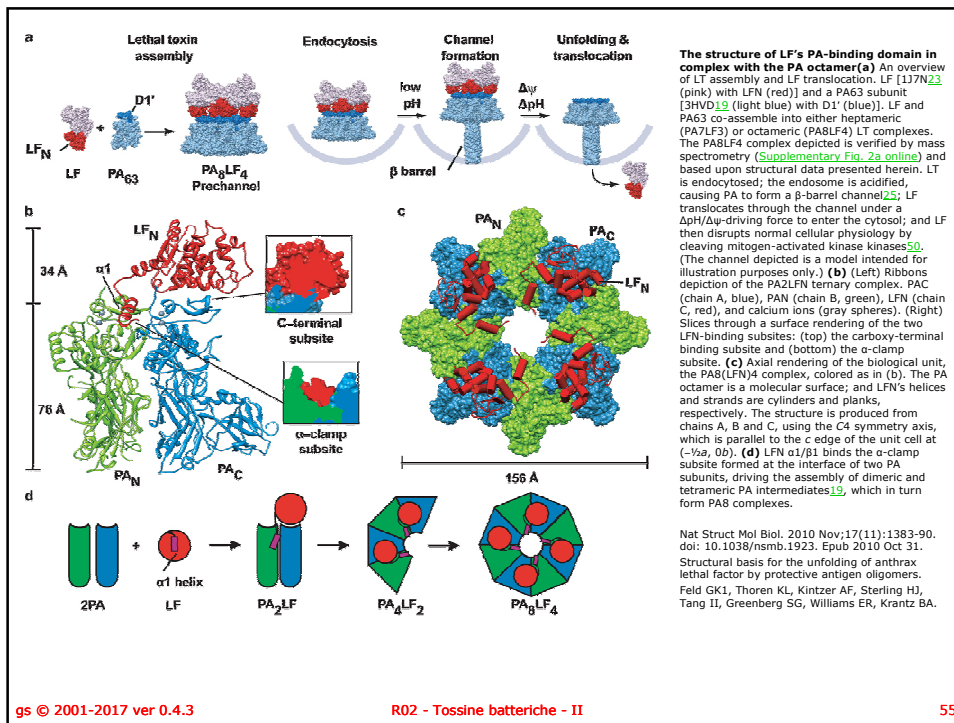 a
Lethal toxin
assembly
Endocytosis
Channel
formation
Unfolding &
translocation
D1'
low
pH
Δψ
ΔpH
+
LF_N
LF
PA_63
PA_8LF_4
Prechannel
β barrel
b
LF_N
34 Å
α1
C–terminal
subsite
76 Å
α–clamp
subsite
PA_N
PA_C
c
PA_N
PA_C
LF_N
156 Å
d
+
α1 helix
2PA
LF
PA_2LF
PA_4LF_2
PA_8LF_4
The structure of LF's PA-binding domain in
complex with the PA octamer(a) An overview
of LT assembly and LF translocation. LF [1J7N23
(pink) with LFN (red)] and a PA63 subunit
[3HVD19 (light blue) with D1' (blue)]. LF and
PA63 co-assemble into either heptameric
(PA7LF3) or octameric (PA8LF4) LT complexes.
The PA8LF4 complex depicted is verified by mass
spectrometry (Supplementary Fig. 2a online) and
based upon structural data presented herein. LT
is endocytosed; the endosome is acidified,
causing PA to form a β-barrel channel25; LF
translocates through the channel under a
ΔpH/Δψ-driving force to enter the cytosol; and LF
then disrupts normal cellular physiology by
cleaving mitogen-activated kinase kinases50.
(The channel depicted is a model intended for
illustration purposes only.) (b) (Left) Ribbons
depiction of the PA2LFN ternary complex. PAC
(chain A, blue), PAN (chain B, green), LFN (chain
C, red), and calcium ions (gray spheres). (Right)
Slices through a surface rendering of the two
LFN-binding subsites: (top) the carboxy-terminal
binding subsite and (bottom) the α-clamp
subsite. (c) Axial rendering of the biological unit,
the PA8(LFN)4 complex, colored as in (b). The PA
octamer is a molecular surface; and LFN's helices
and strands are cylinders and planks,
respectively. The structure is produced from
chains A, B and C, using the C4 symmetry axis,
which is parallel to the c edge of the unit cell at
(–½a, 0b). (d) LFN α1/β1 binds the α-clamp
subsite formed at the interface of two PA
subunits, driving the assembly of dimeric and
tetrameric PA intermediates19, which in turn
form PA8 complexes.
Nat Struct Mol Biol. 2010 Nov;17(11):1383-90.
doi: 10.1038/nsmb.1923. Epub 2010 Oct 31.
Structural basis for the unfolding of anthrax
lethal factor by protective antigen oligomers.
Feld GK1, Thoren KL, Kintzer AF, Sterling HJ,
Tang II, Greenberg SG, Williams ER, Krantz BA.
gs © 2001-2017 ver 0.4.3
R02 - Tossine batteriche - II
55